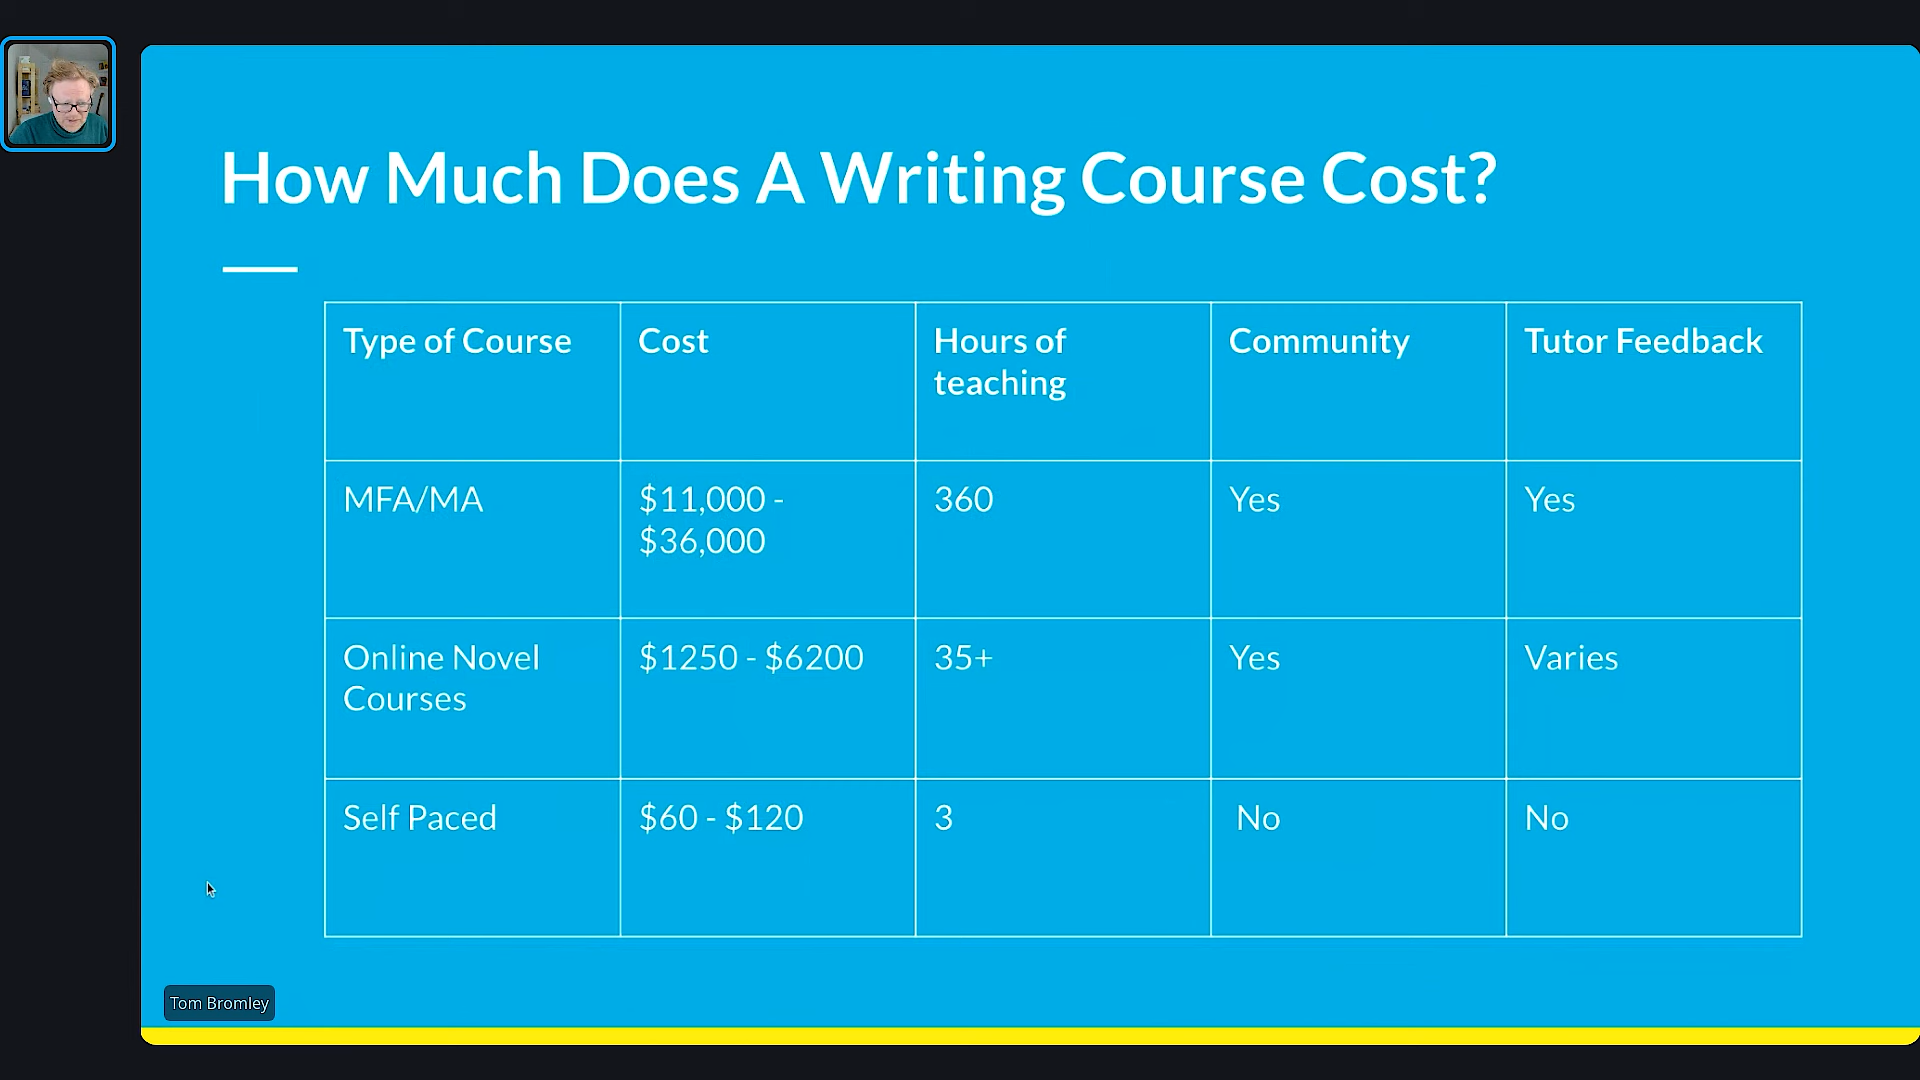 How Much Does A Writing Course Cost?
Type of Course
Cost
Hours of
teaching
Community
Tutor Feedback
MFA/MA
$11,000 -
$36,000
360
Yes
Yes
Online Novel
Courses
$1250 - $6200
35+
Yes
Varies
Self Paced
$60 - $120
3
No
No
Tom Bromley